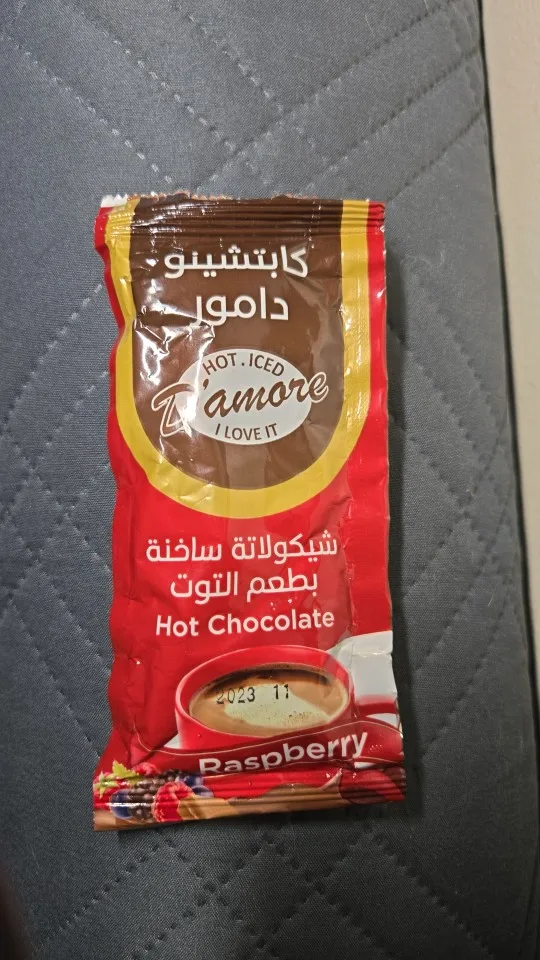 كابتشينو
دامور
HOT . ICED
D'amore
I LOVE IT
شيكولاتة ساخنة
بطعم التوت
Hot Chocolate
2023 11
Raspberry